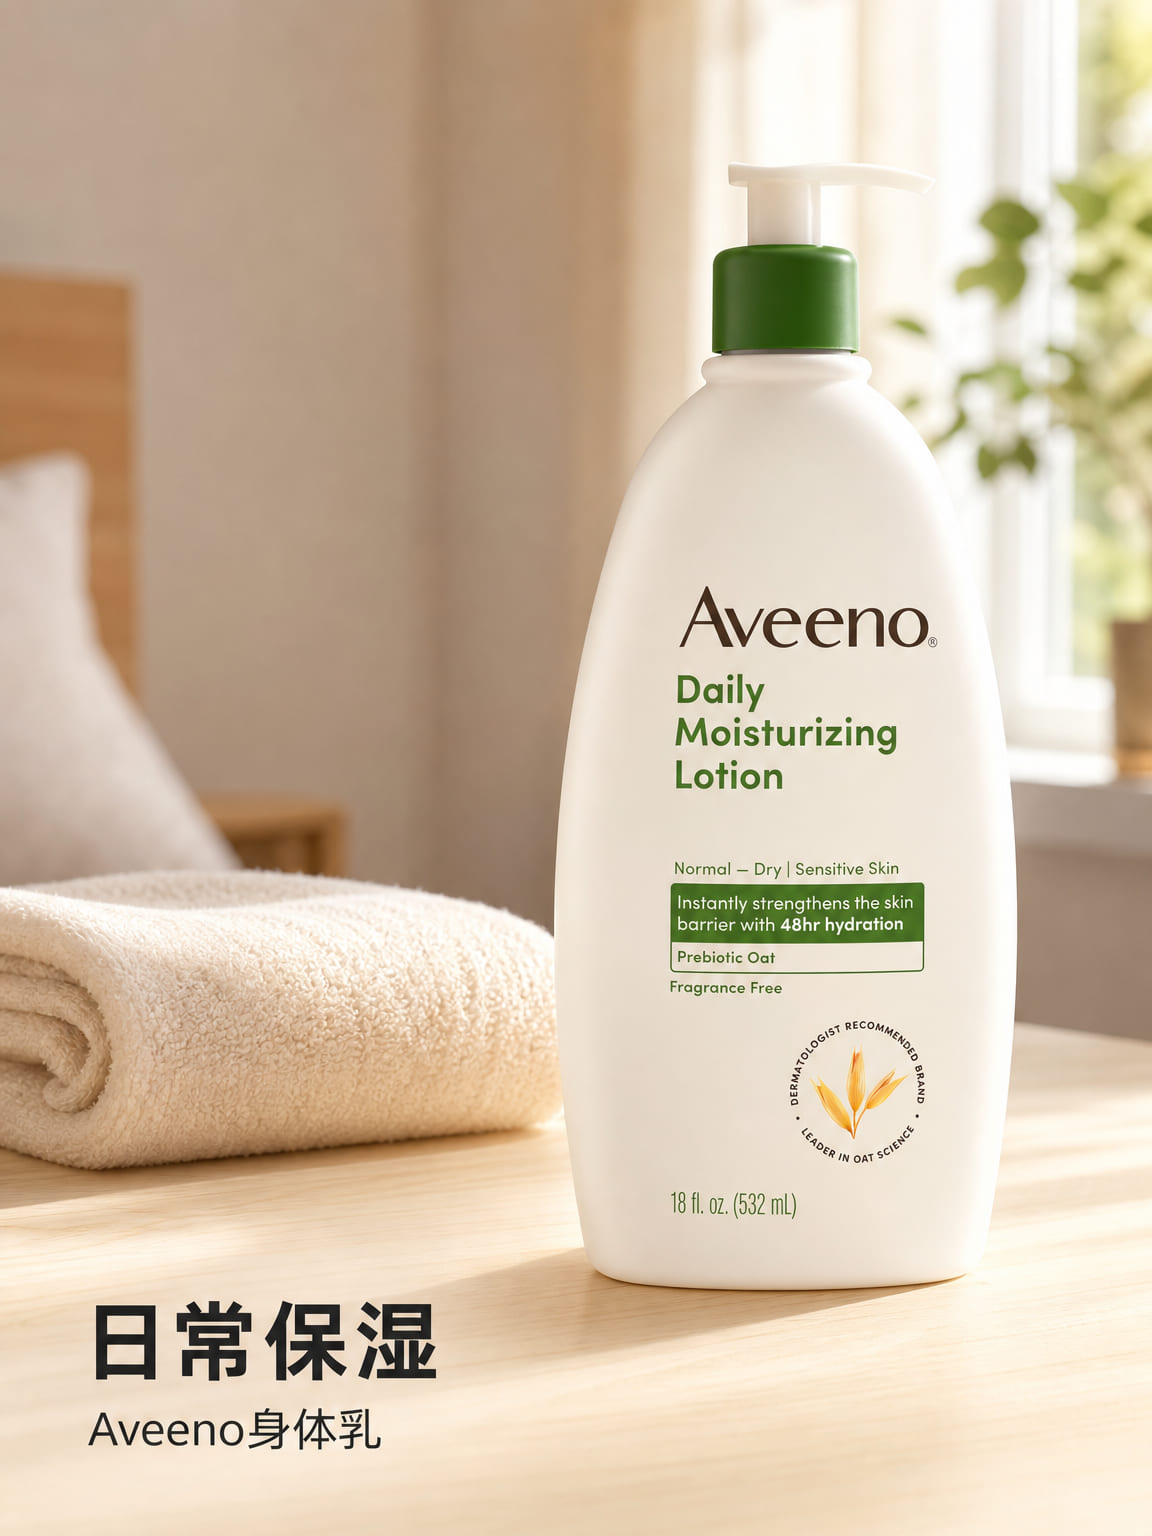 Aveeno®
Daily
Moisturizing
Lotion
Normal — Dry | Sensitive Skin
Instantly strengthens the skin
barrier with 48hr hydration
Prebiotic Oat
Fragrance Free
DERMATOLOGIST RECOMMENDED BRAND
• LEADER IN OAT SCIENCE •
18 fl. oz. (532 mL)
日常保湿
Aveeno身体乳